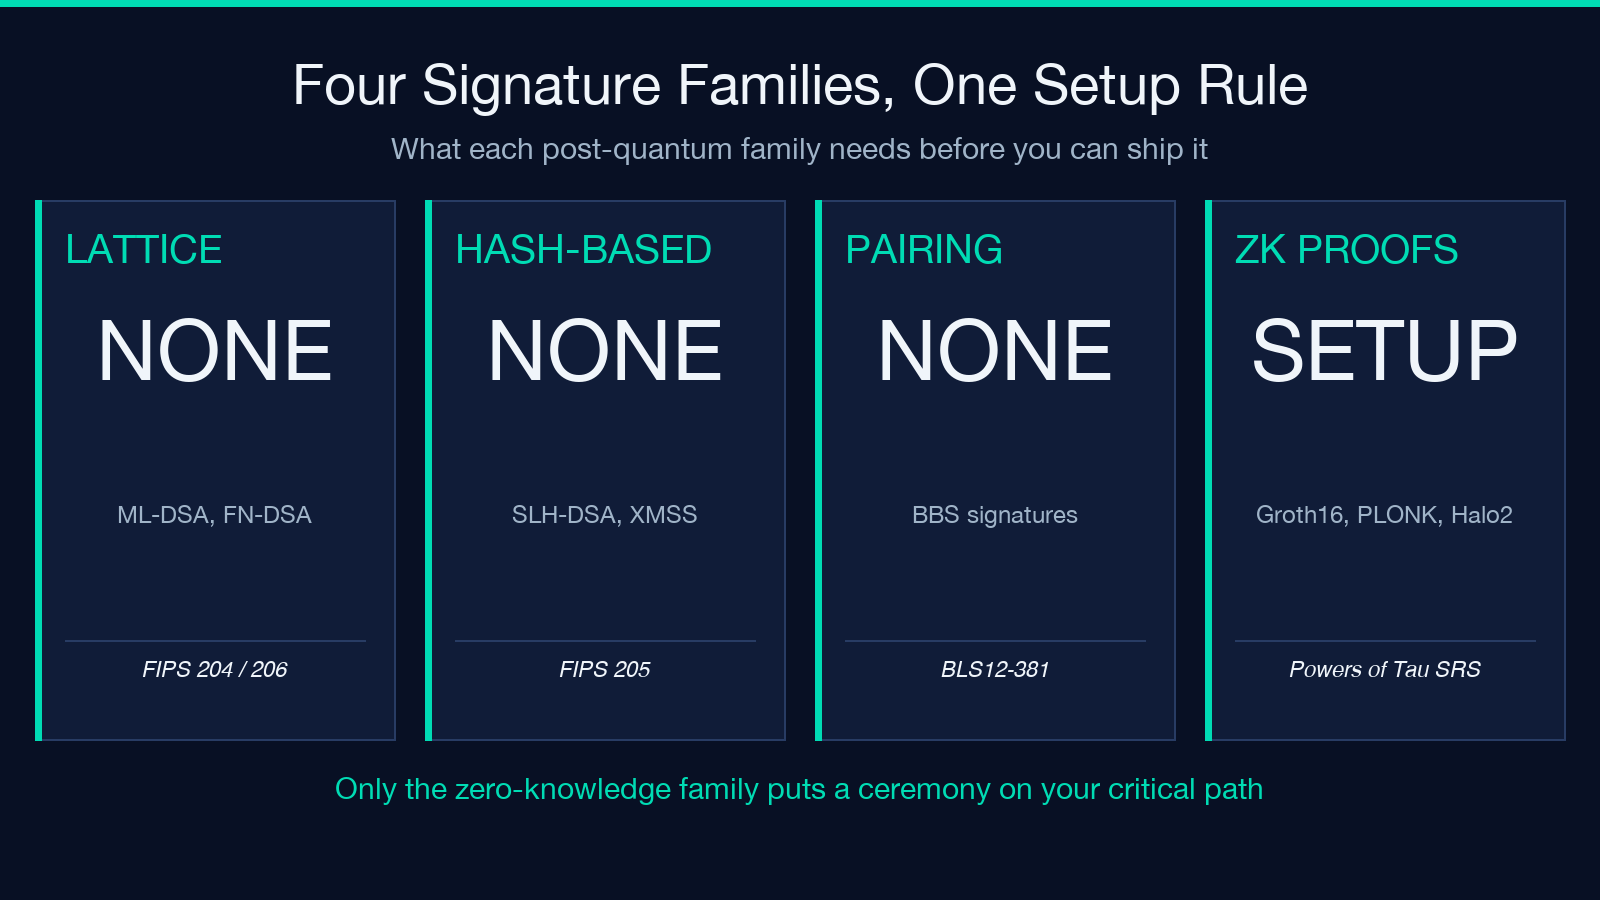 Four Signature Families, One Setup Rule
What each post-quantum family needs before you can ship it
LATTICE
NONE
ML-DSA, FN-DSA
FIPS 204 / 206
HASH-BASED
NONE
SLH-DSA, XMSS
FIPS 205
PAIRING
NONE
BBS signatures
BLS12-381
ZK PROOFS
SETUP
Groth16, PLONK, Halo2
Powers of Tau SRS
Only the zero-knowledge family puts a ceremony on your critical path